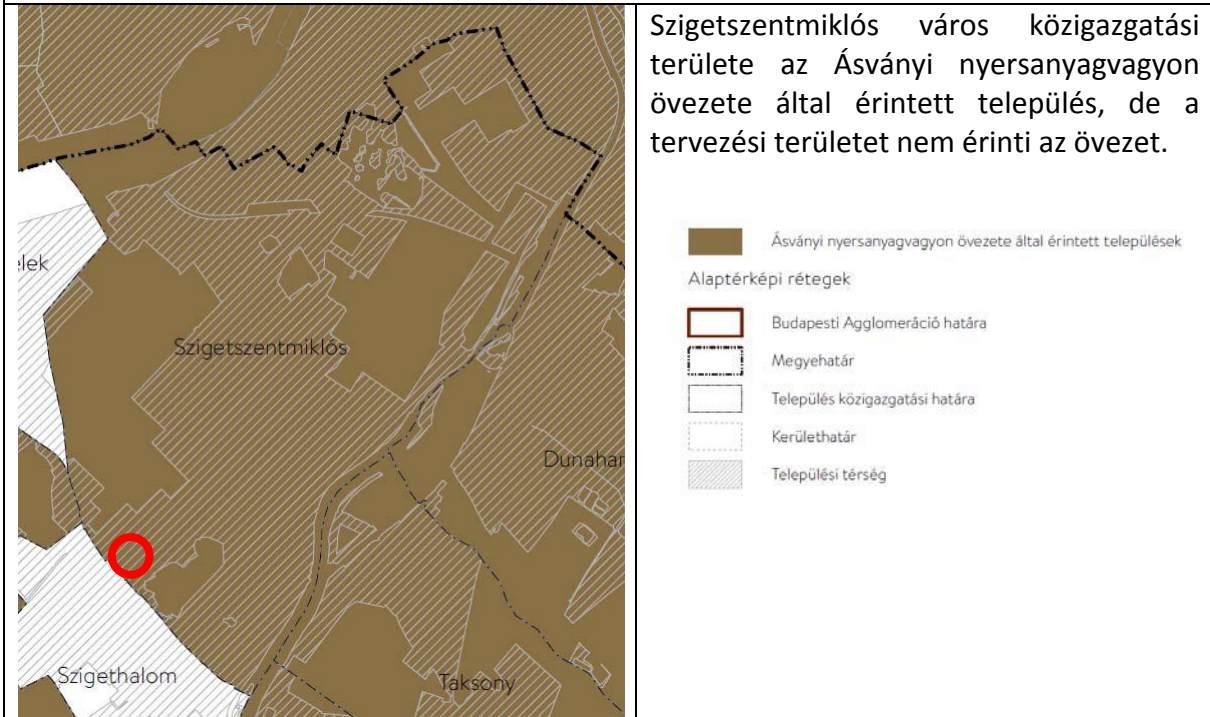 Szigetszentmiklós város közigazgatási
területe az Ásványi nyersanyagvagyon
övezete által érintett település, de a
tervezési területet nem érinti az övezet.
Ásványi nyersanyagvagyon övezete által érintett települések
Alaptérképi rétegek
Budapesti Agglomeráció határa
Megyehatár
Település közigazgatási határa
Kerülethatár
Települési térség
elek
Szigetszentmiklós
Dunahar
Szigethalom
Taksony